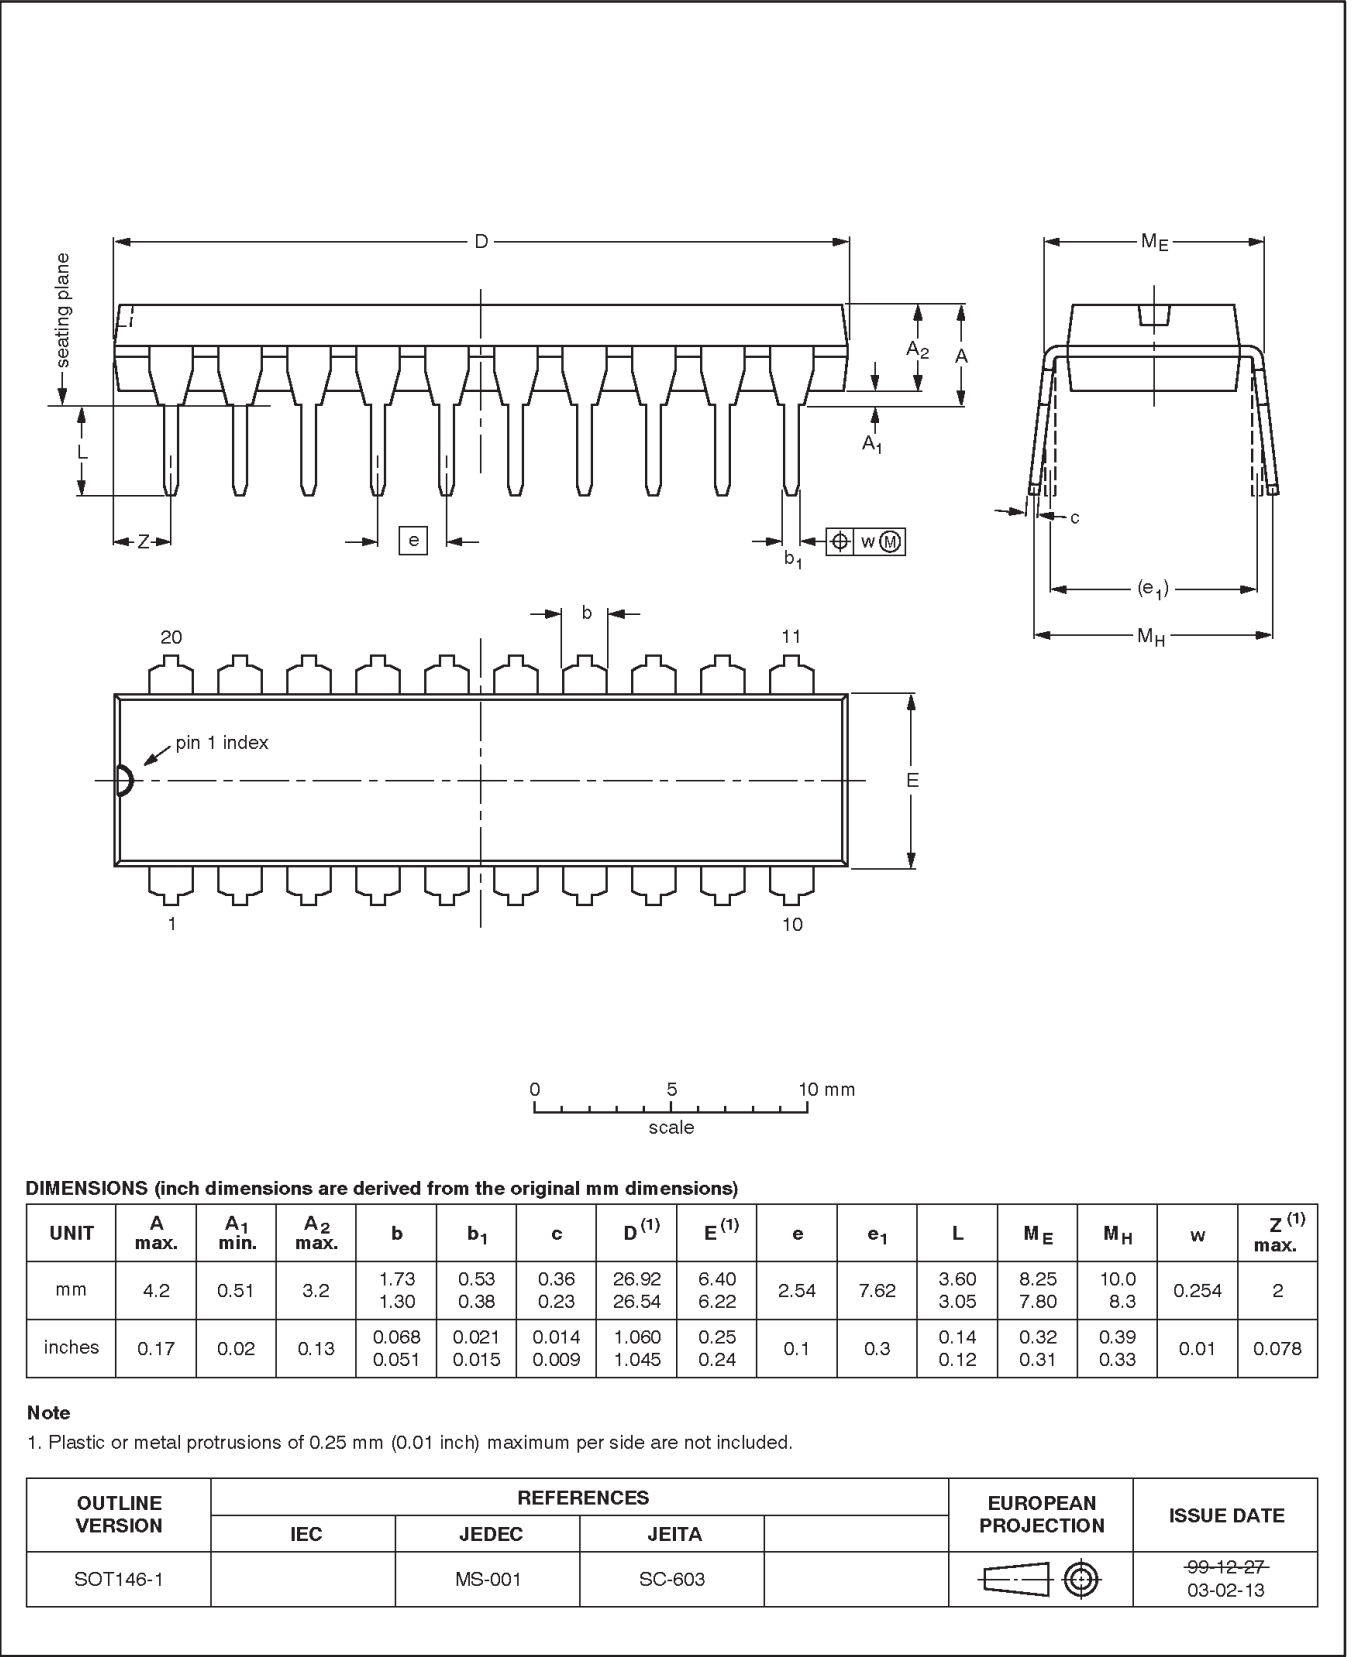 D
M_E
seating plane
A2
A
A1
L
Z
e
b1
w M
c
(e1)
M_H
b
20
11
pin 1 index
E
1
10
0 5 10 mm
scale
DIMENSIONS (inch dimensions are derived from the original mm dimensions)
UNIT A max. A1 min. A2 max. b b1 c D(1) E(1) e e1 L ME MH w Z(1) max.
mm 4.2 0.51 3.2 1.73 1.30 0.53 0.38 0.36 0.23 26.92 26.54 6.40 6.22 2.54 7.62 3.60 3.05 8.25 7.80 10.0 8.3 0.254 2
inches 0.17 0.02 0.13 0.068 0.051 0.021 0.015 0.014 0.009 1.060 1.045 0.25 0.24 0.1 0.3 0.14 0.12 0.32 0.31 0.39 0.33 0.01 0.078
Note
1. Plastic or metal protrusions of 0.25 mm (0.01 inch) maximum per side are not included.
OUTLINE VERSION
REFERENCES
EUROPEAN PROJECTION
ISSUE DATE
IEC JEDEC JEITA
SOT146-1 MS-001 SC-603
99-12-27
03-02-13